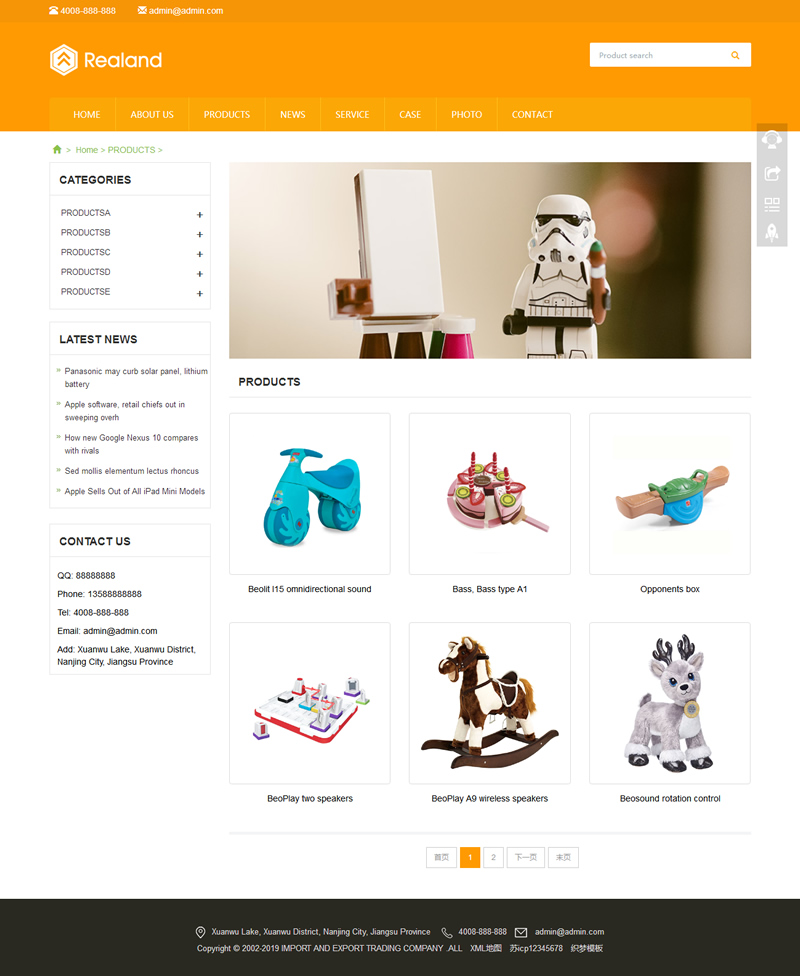 4008-888-888 admin@admin.com
Realand
Product search
HOME ABOUT US PRODUCTS NEWS SERVICE CASE PHOTO CONTACT
> Home > PRODUCTS >
CATEGORIES
PRODUCTSA +
PRODUCTSB +
PRODUCTSC +
PRODUCTSD +
PRODUCTSE +
LATEST NEWS
» Panasonic may curb solar panel, lithium
battery
» Apple software, retail chiefs out in
sweeping overh
» How new Google Nexus 10 compares
with rivals
» Sed mollis elementum lectus rhoncus
» Apple Sells Out of All iPad Mini Models
CONTACT US
QQ: 88888888
Phone: 13588888888
Tel: 4008-888-888
Email: admin@admin.com
Add: Xuanwu Lake, Xuanwu District,
Nanjing City, Jiangsu Province
PRODUCTS
Beolit l15 omnidirectional sound
Bass, Bass type A1
Opponents box
BeoPlay two speakers
BeoPlay A9 wireless speakers
Beosound rotation control
首页 1 2 下一页 末页
Xuanwu Lake, Xuanwu District, Nanjing City, Jiangsu Province 4008-888-888 admin@admin.com
Copyright © 2002-2019 IMPORT AND EXPORT TRADING COMPANY .ALL XML地图 苏icp12345678 织梦模板